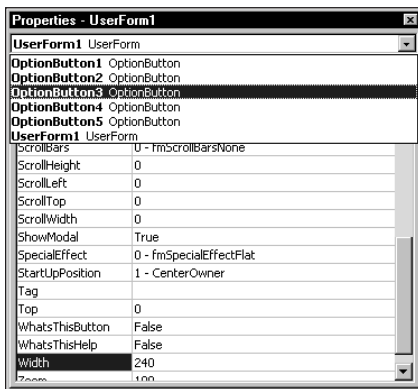 Properties - UserForm1
UserForm1 UserForm
OptionButton1 OptionButton
OptionButton2 OptionButton
OptionButton3 OptionButton
OptionButton4 OptionButton
OptionButton5 OptionButton
UserForm1 UserForm
ScrollBars 0 - fmScrollBarsNone
ScrollHeight 0
ScrollLeft 0
ScrollTop 0
ScrollWidth 0
ShowModal True
SpecialEffect 0 - fmSpecialEffectFlat
StartUpPosition 1 - CenterOwner
Tag
Top 0
WhatsThisButton False
WhatsThisHelp False
Width 240
Zoom 100